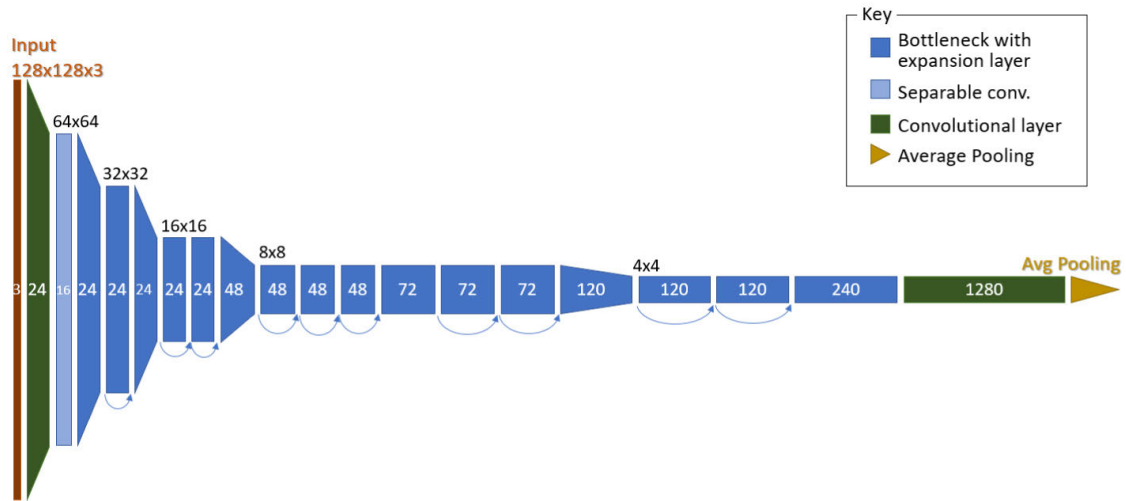 Input
128x128x3
64x64
32x32
16x16
8x8
4x4
Avg Pooling
3
24
16
24
24
24
24
24
48
48
48
48
72
72
72
120
120
120
240
1280
Key
Bottleneck with
expansion layer
Separable conv.
Convolutional layer
Average Pooling